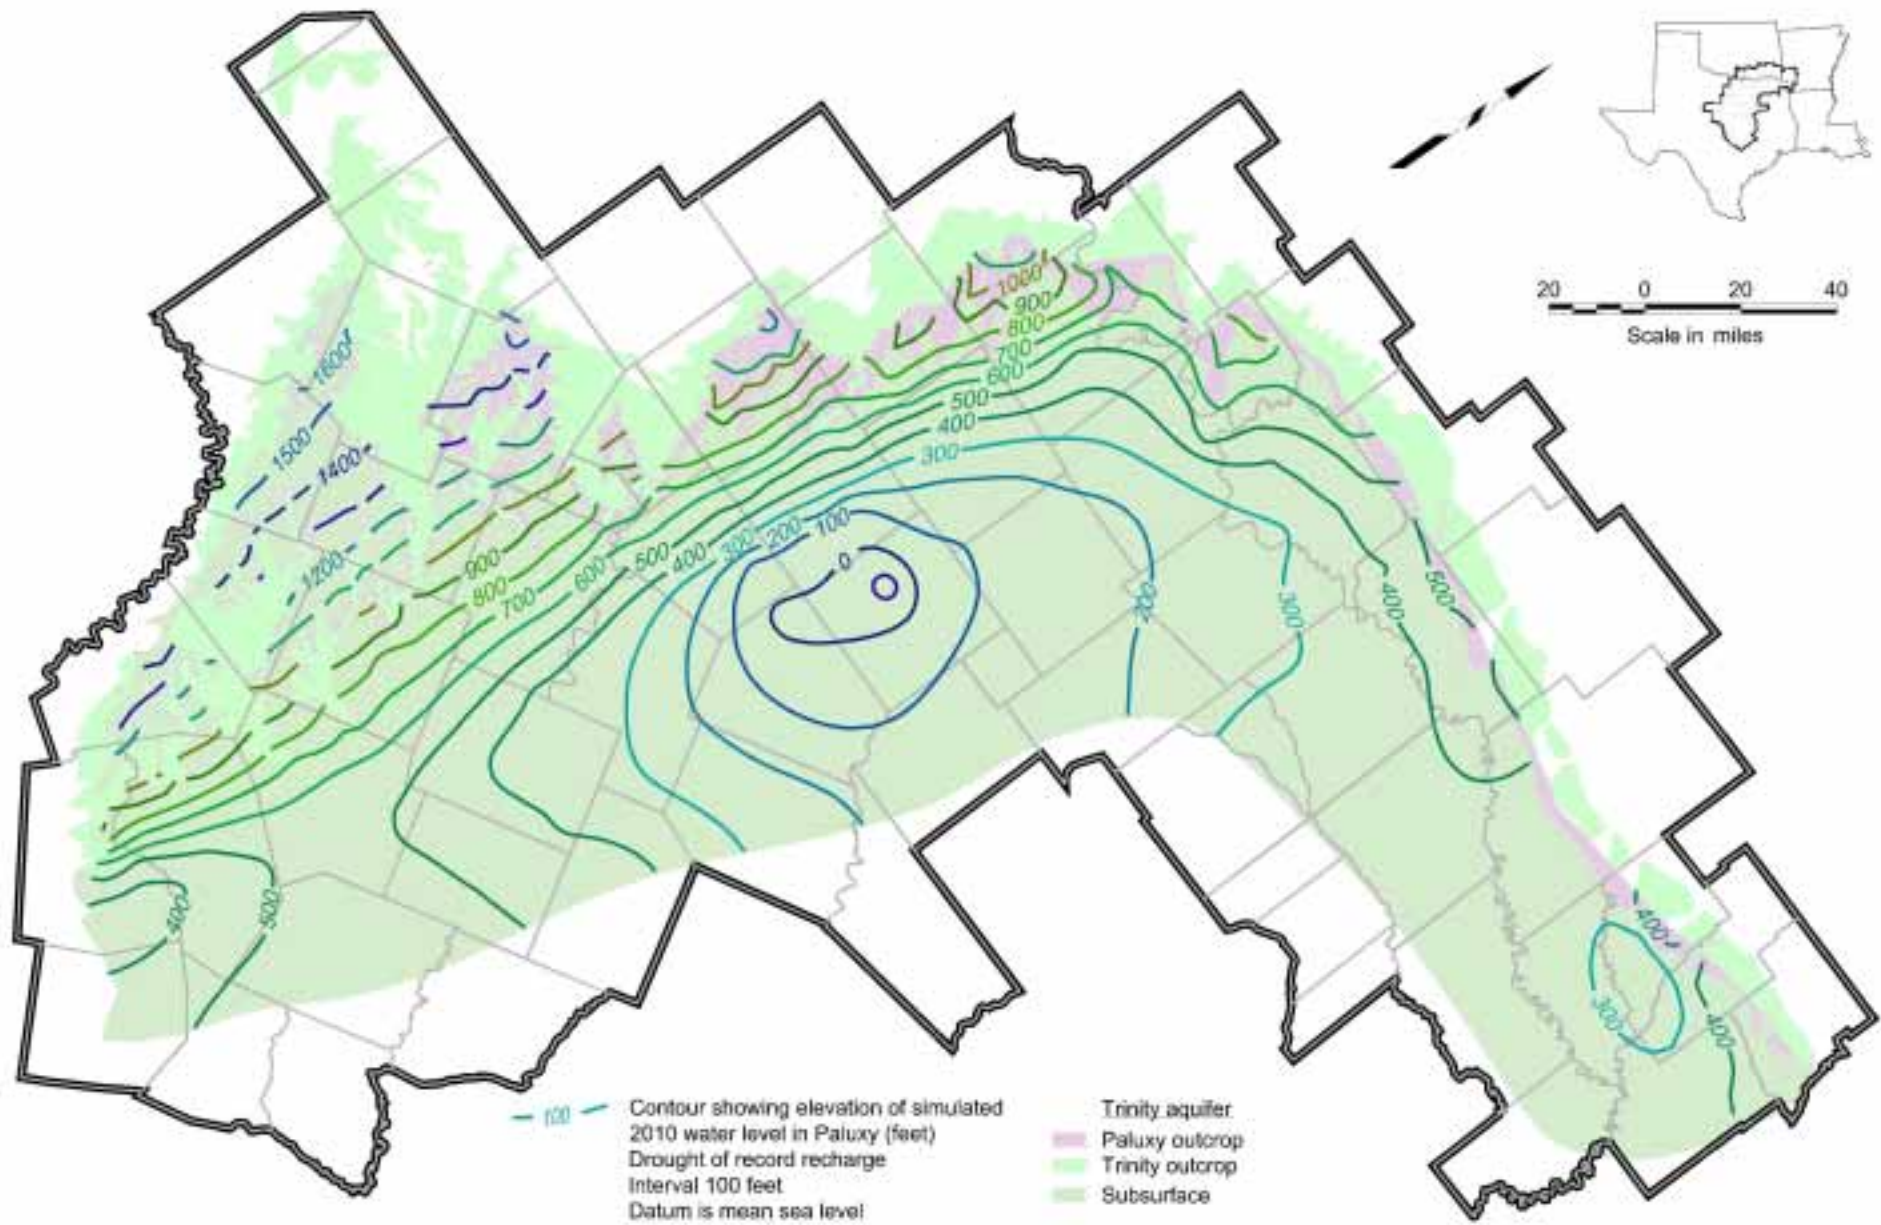 20 0 20 40
Scale in miles
1000
900
800
700
600
500
400
300
1600
1500
1400
1200
900
800
700
600
500
400
300
200
100
0
200
300
400
500
400
500
400
300
400
100
Contour showing elevation of simulated
2010 water level in Paluxy (feet)
Drought of record recharge
Interval 100 feet
Datum is mean sea level
Trinity aquifer
Paluxy outcrop
Trinity outcrop
Subsurface